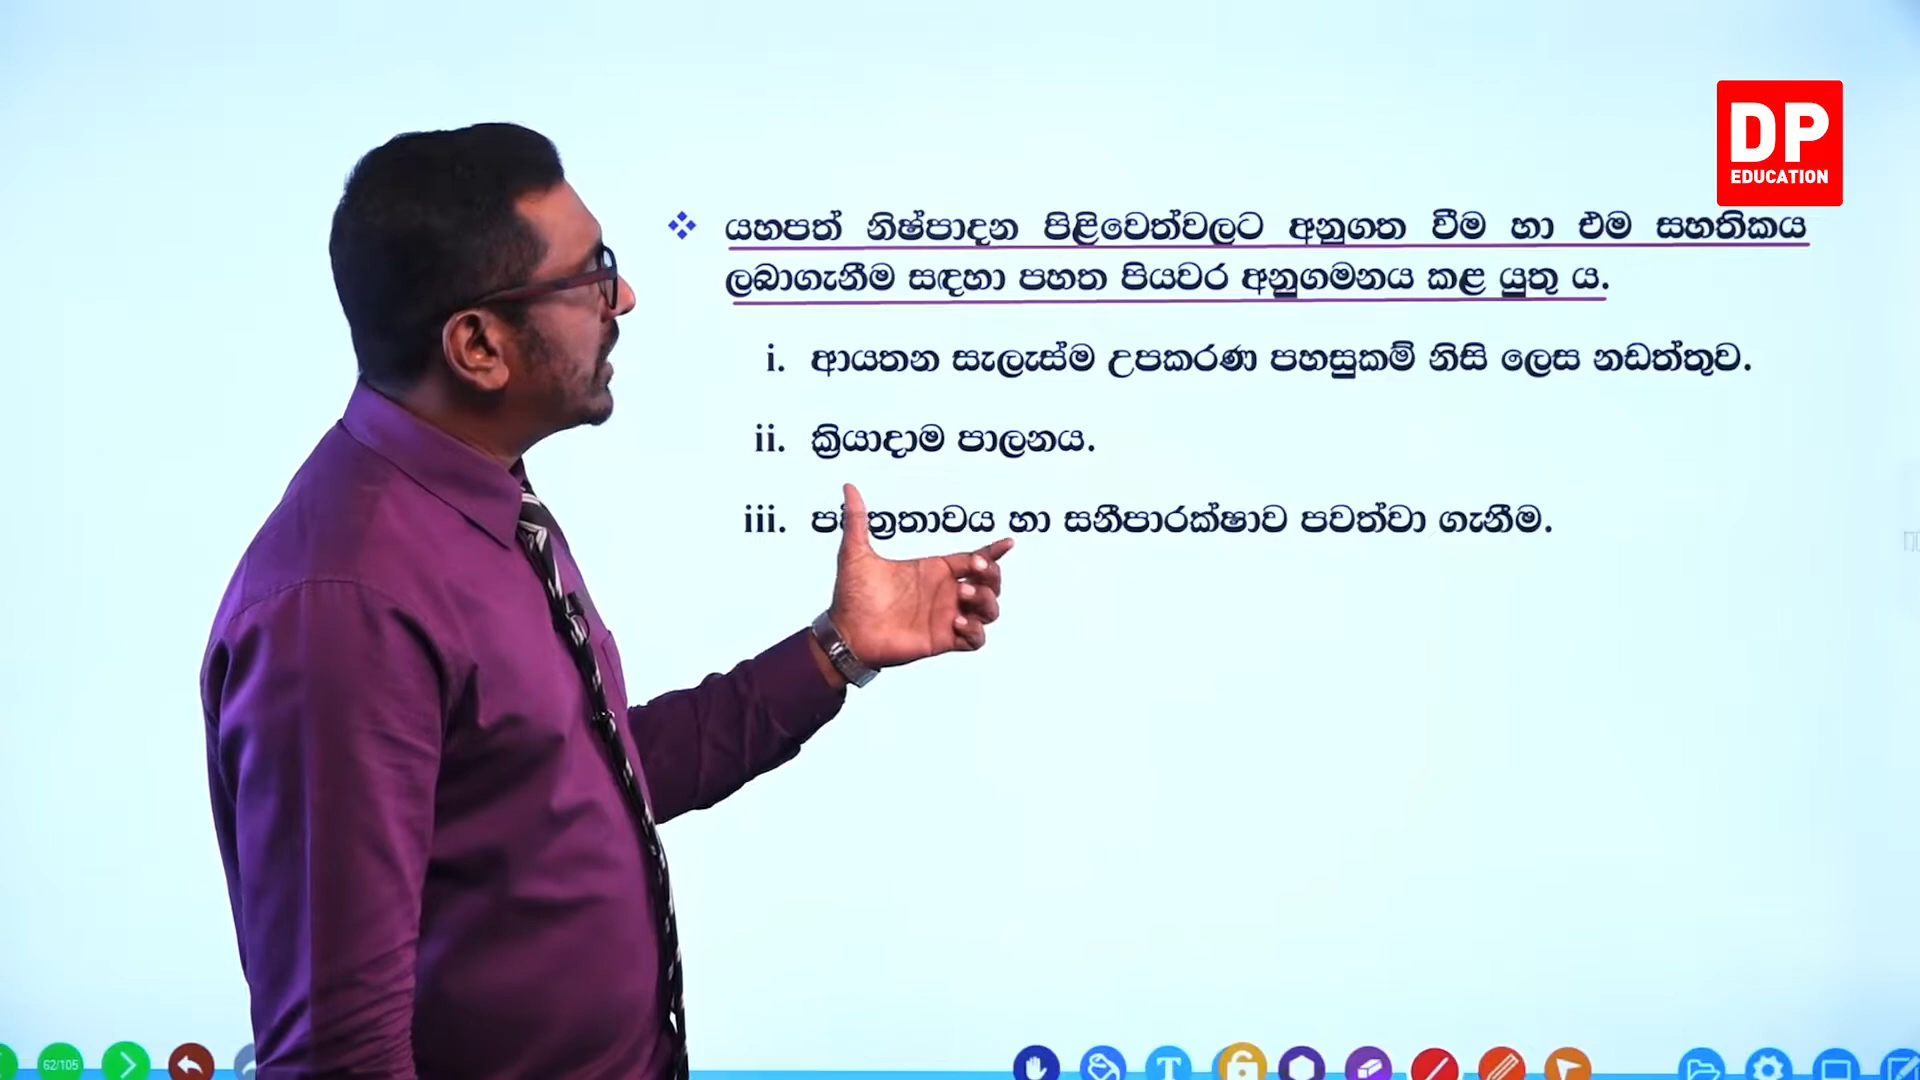 DP
EDUCATION
❖ යහපත් නිෂ්පාදන පිළිවෙත්වලට අනුගත වීම හා එම සහතිකය
ලබාගැනීම සඳහා පහත පියවර අනුගමනය කළ යුතු ය.
i. ආයතන සැලැස්ම උපකරණ පහසුකම් නිසි ලෙස නඩත්තුව.
ii. ක්‍රියාදාම පාලනය.
iii. හා සනීපාරක්ෂාව පවත්වා ගැනීම.
62/105
T